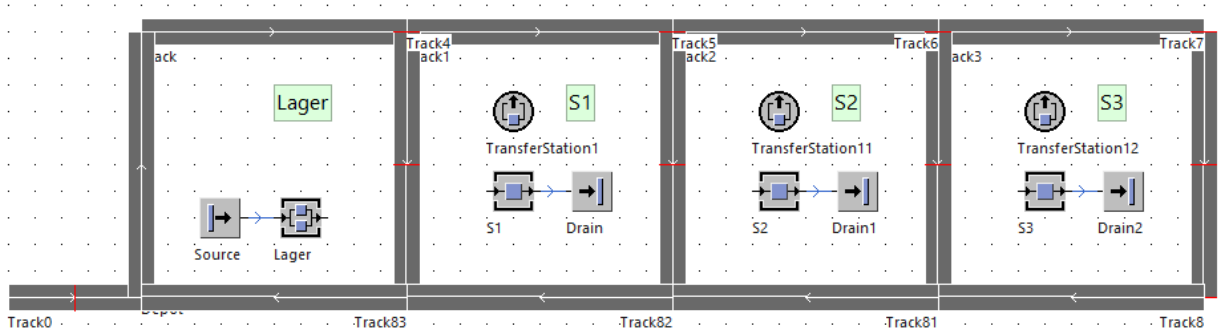 Track4
Track5
Track6
Track7
ack
ack1
ack2
ack3
Lager
S1
S2
S3
TransferStation1
TransferStation11
TransferStation12
S1
Drain
S2
Drain1
S3
Drain2
Source
Lager
Track0
Depot
Track83
Track82
Track81
Track8